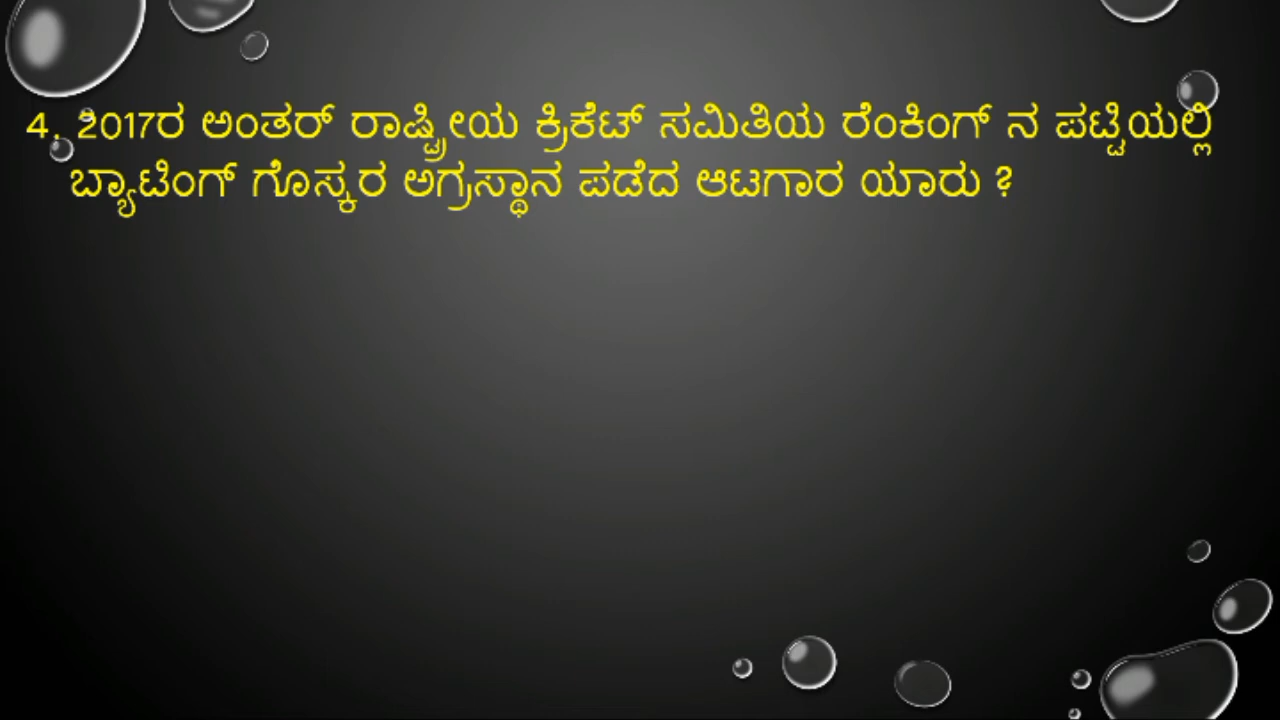 4. 2017ರ ಅಂತರ್ ರಾಷ್ಟ್ರೀಯ ಕ್ರಿಕೆಟ್ ಸಮಿತಿಯ ರೆಂಕಿಂಗ್ ನ ಪಟ್ಟಿಯಲ್ಲಿ
ಬ್ಯಾಟಿಂಗ್ ಗೊಸ್ಕರ ಅಗ್ರಸ್ಥಾನ ಪಡೆದ ಆಟಗಾರ ಯಾರು ?